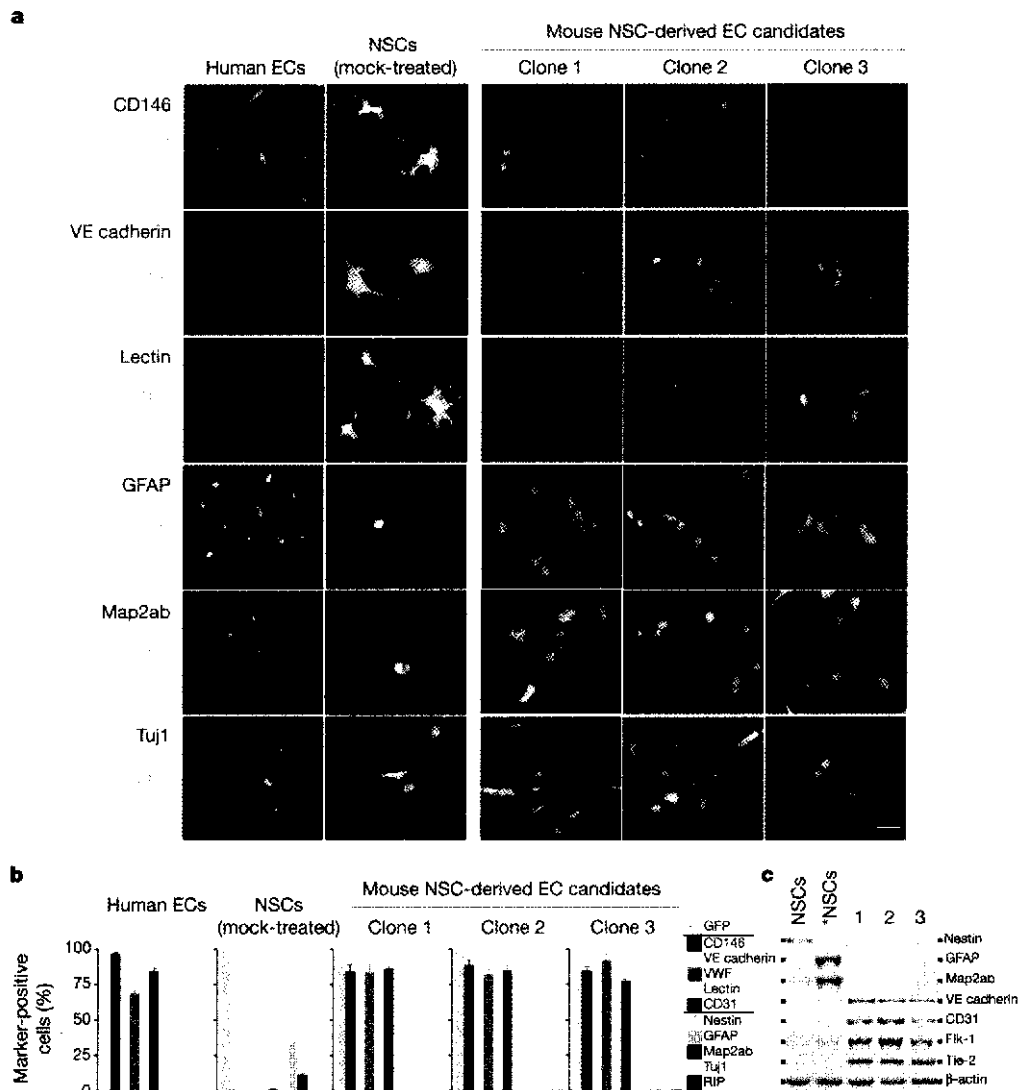 a
Mouse NSC-derived EC candidates
NSCs
Human ECs (mock-treated) Clone 1 Clone 2 Clone 3
CD146
VE cadherin
Lectin
GFAP
Map2ab
Tuj1
b
Mouse NSC-derived EC candidates
Human ECs
NSCs
(mock-treated) Clone 1 Clone 2 Clone 3
Marker-positive
cells (%)
100
75
50
25
0
GFP
CD146
VE cadherin
VWF
Lectin
CD31
Nestin
GFAP
Map2ab
Tuj1
RIP
c
NSCs
*NSCs
1 2 3
Nestin
GFAP
Map2ab
VE cadherin
CD31
Flk-1
Tie-2
β-actin